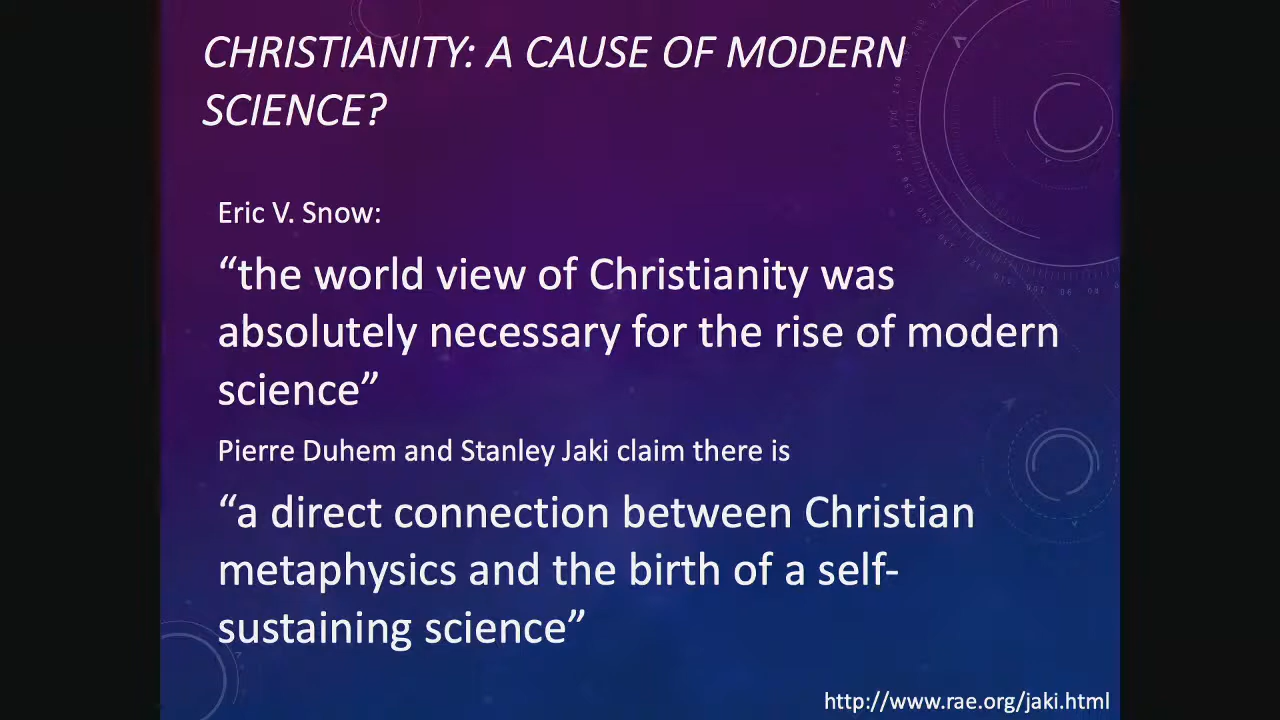 CHRISTIANITY: A CAUSE OF MODERN
SCIENCE?
Eric V. Snow:
“the world view of Christianity was
absolutely necessary for the rise of modern
science”
Pierre Duhem and Stanley Jaki claim there is
“a direct connection between Christian
metaphysics and the birth of a self-
sustaining science”
http://www.rae.org/jaki.html